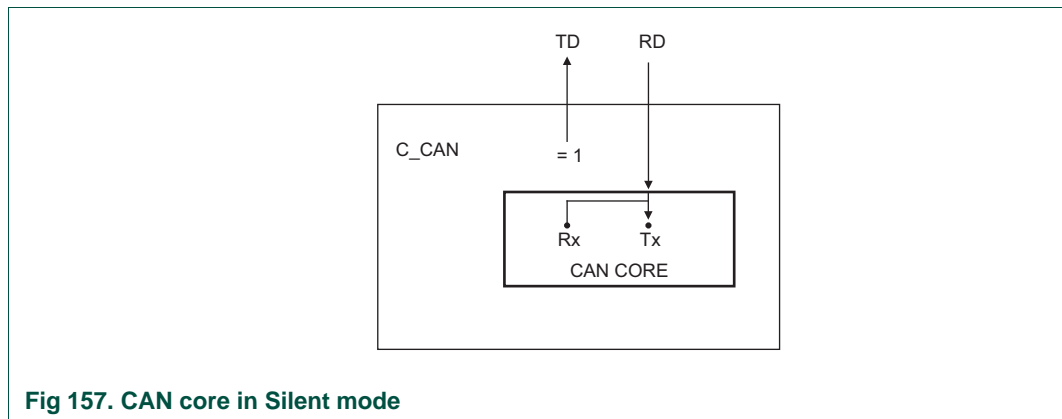 TD RD
C_CAN
= 1
Rx Tx
CAN CORE
Fig 157. CAN core in Silent mode